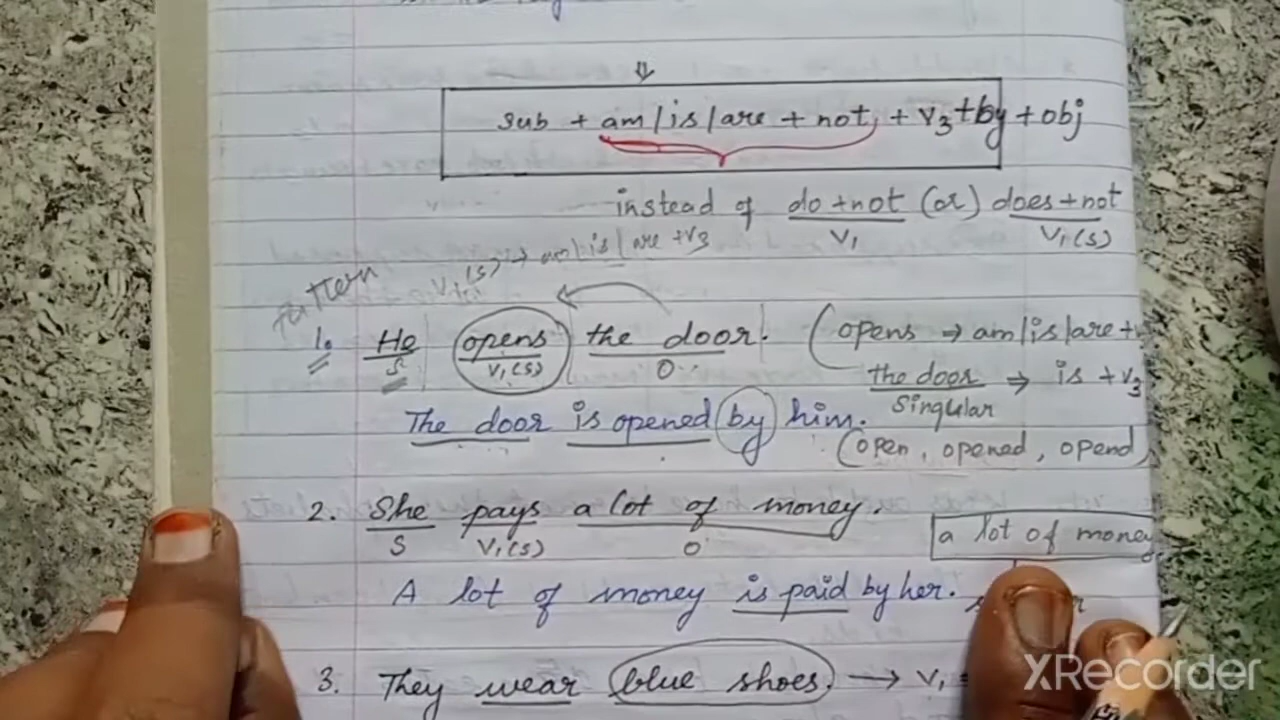 sub + am/is/are + not, + v3 + by + obj
instead of do + not (or) does + not
V1 V1(s)
Pattern V1(s) → am/is/are + v3
1. He opens the door. (opens → am/is/are +
S V1(s) O
the door → is + v3
Singular
The door is opened by him.
(open, opened, opend)
2. She pays a lot of money.
S V1(s) O
a lot of money
A lot of money is paid by her.
3. They wear blue shoes. → V1
XRecorder